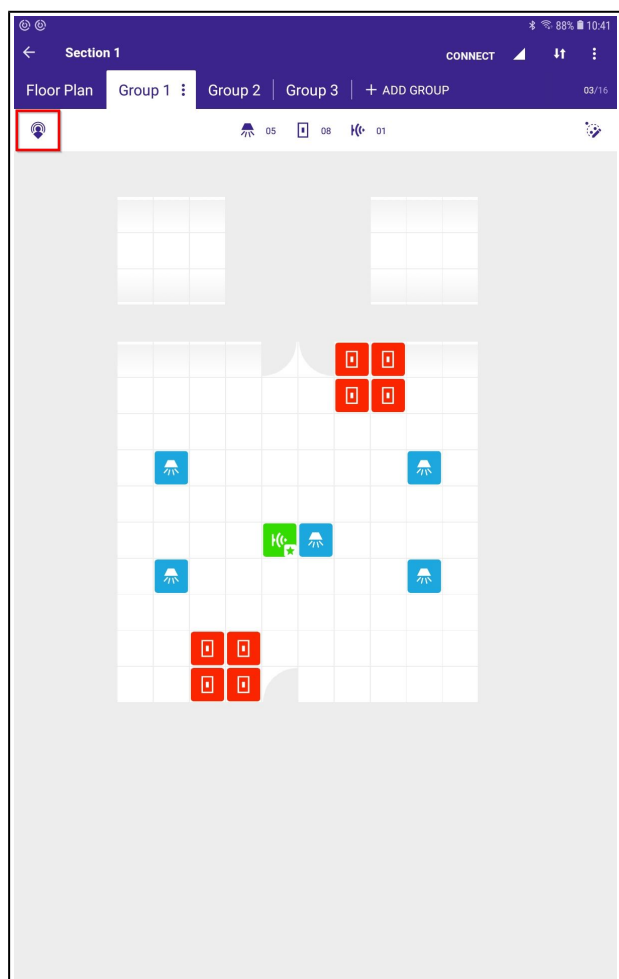 88% 10:41
Section 1
CONNECT
Floor Plan Group 1 Group 2 Group 3 + ADD GROUP 03/16
05 08 01